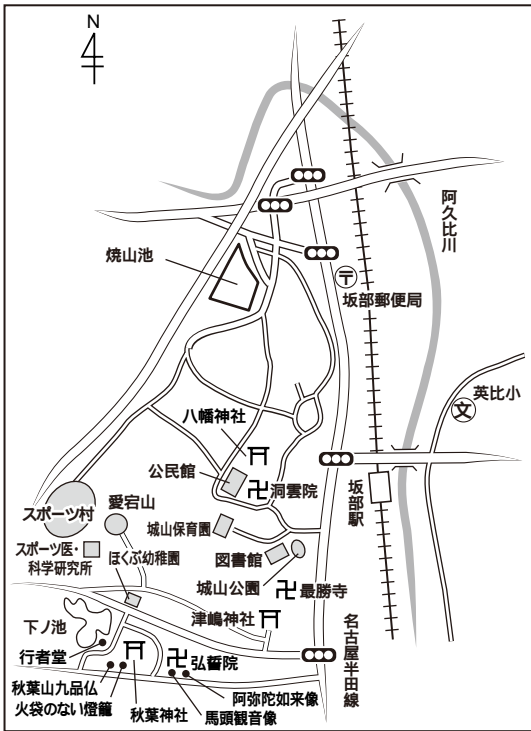 N
阿久比川
焼山池
〒
坂部郵便局
英比小
文
八幡神社
公民館
洞雲院
坂部駅
愛宕山
スポーツ村
城山保育園
スポーツ医・
科学研究所
ほくぶ幼稚園
図書館
城山公園
最勝寺
津嶋神社
下ノ池
名古屋半田線
行者堂
弘誓院
秋葉山九品仏
火袋のない燈籠
秋葉神社
阿弥陀如来像
馬頭観音像